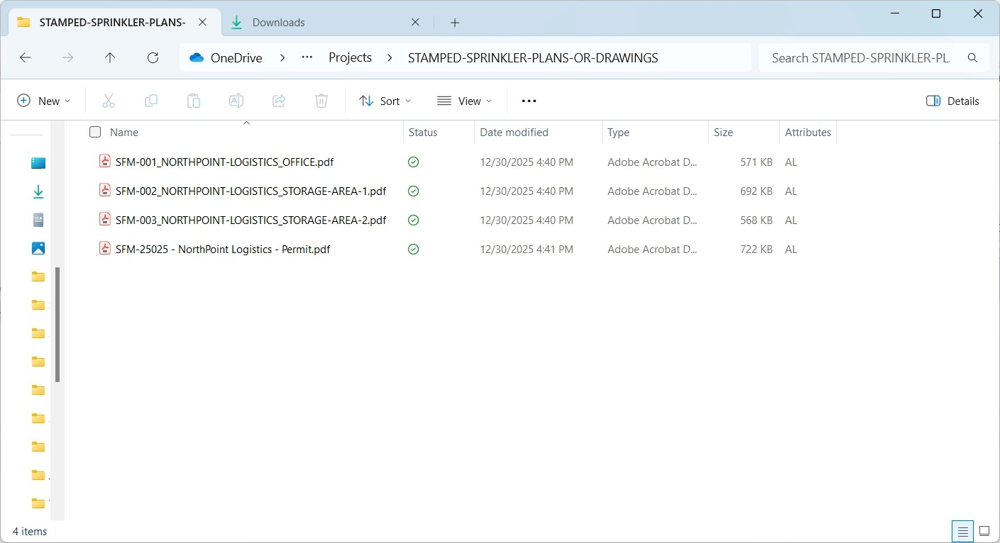 STAMPED-SPRINKLER-PLANS- Downloads
OneDrive Projects STAMPED-SPRINKLER-PLANS-OR-DRAWINGS Search STAMPED-SPRINKLER-PL.
New Sort View Details
Name Status Date modified Type Size Attributes
SFM-001_NORTHPOINT-LOGISTICS_OFFICE.pdf 12/30/2025 4:40 PM Adobe Acrobat D... 571 KB AL
SFM-002_NORTHPOINT-LOGISTICS_STORAGE-AREA-1.pdf 12/30/2025 4:40 PM Adobe Acrobat D... 692 KB AL
SFM-003_NORTHPOINT-LOGISTICS_STORAGE-AREA-2.pdf 12/30/2025 4:40 PM Adobe Acrobat D... 568 KB AL
SFM-25025 - NorthPoint Logistics - Permit.pdf 12/30/2025 4:41 PM Adobe Acrobat D... 722 KB AL
4 items